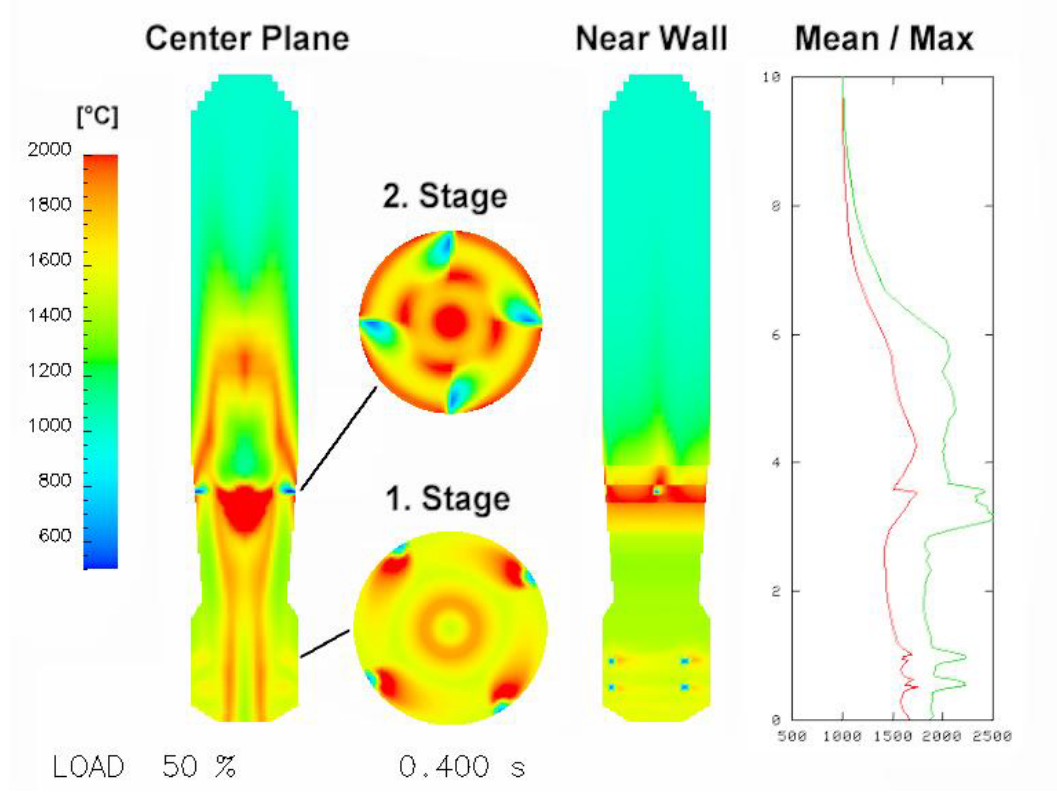 Center Plane
Near Wall
Mean / Max
[°C]
2000
1800
1600
1400
1200
1000
800
600
2. Stage
1. Stage
10
8
6
4
2
0
500 1000 1500 2000 2500
LOAD 50 % 0.400 s